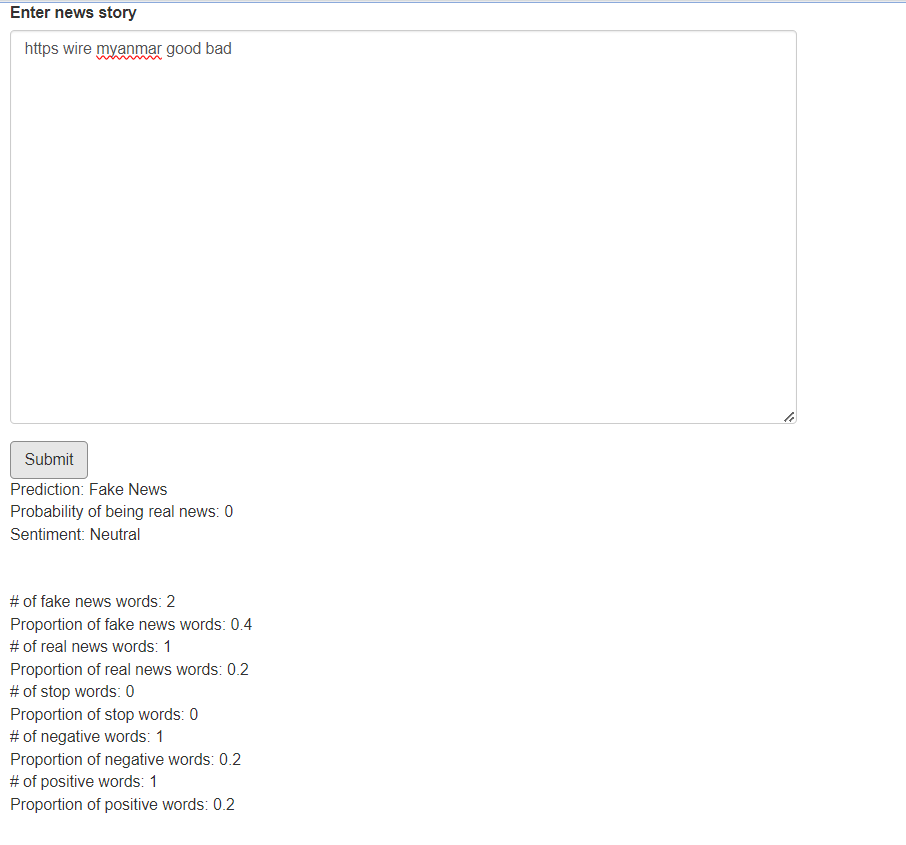 Enter news story
https wire myanmar good bad
Submit
Prediction: Fake News
Probability of being real news: 0
Sentiment: Neutral
# of fake news words: 2
Proportion of fake news words: 0.4
# of real news words: 1
Proportion of real news words: 0.2
# of stop words: 0
Proportion of stop words: 0
# of negative words: 1
Proportion of negative words: 0.2
# of positive words: 1
Proportion of positive words: 0.2